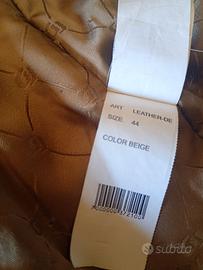 ART LEATHER-DE
SIZE 44
COLOR BEIGE
subito